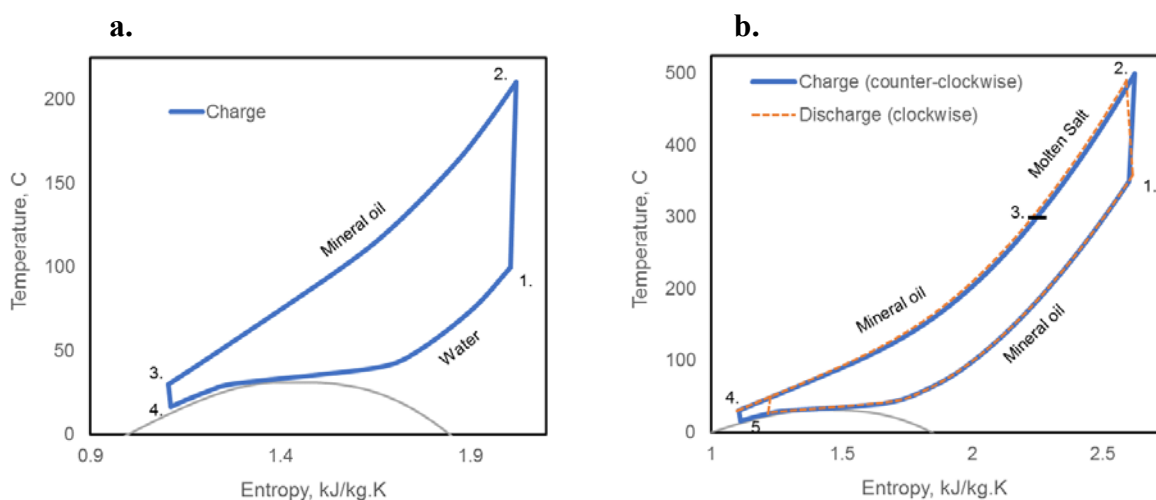 a.
200
150
100
50
0
0.9
1.4
1.9
Temperature, C
Entropy, kJ/kg.K
Charge
2.
Mineral oil
1.
Water
3.
4.
b.
500
400
300
200
100
0
1
1.5
2
2.5
Temperature, C
Entropy, kJ/kg.K
Charge (counter-clockwise)
Discharge (clockwise)
2.
Molten Salt
1.
3.
Mineral oil
Mineral oil
4.
5